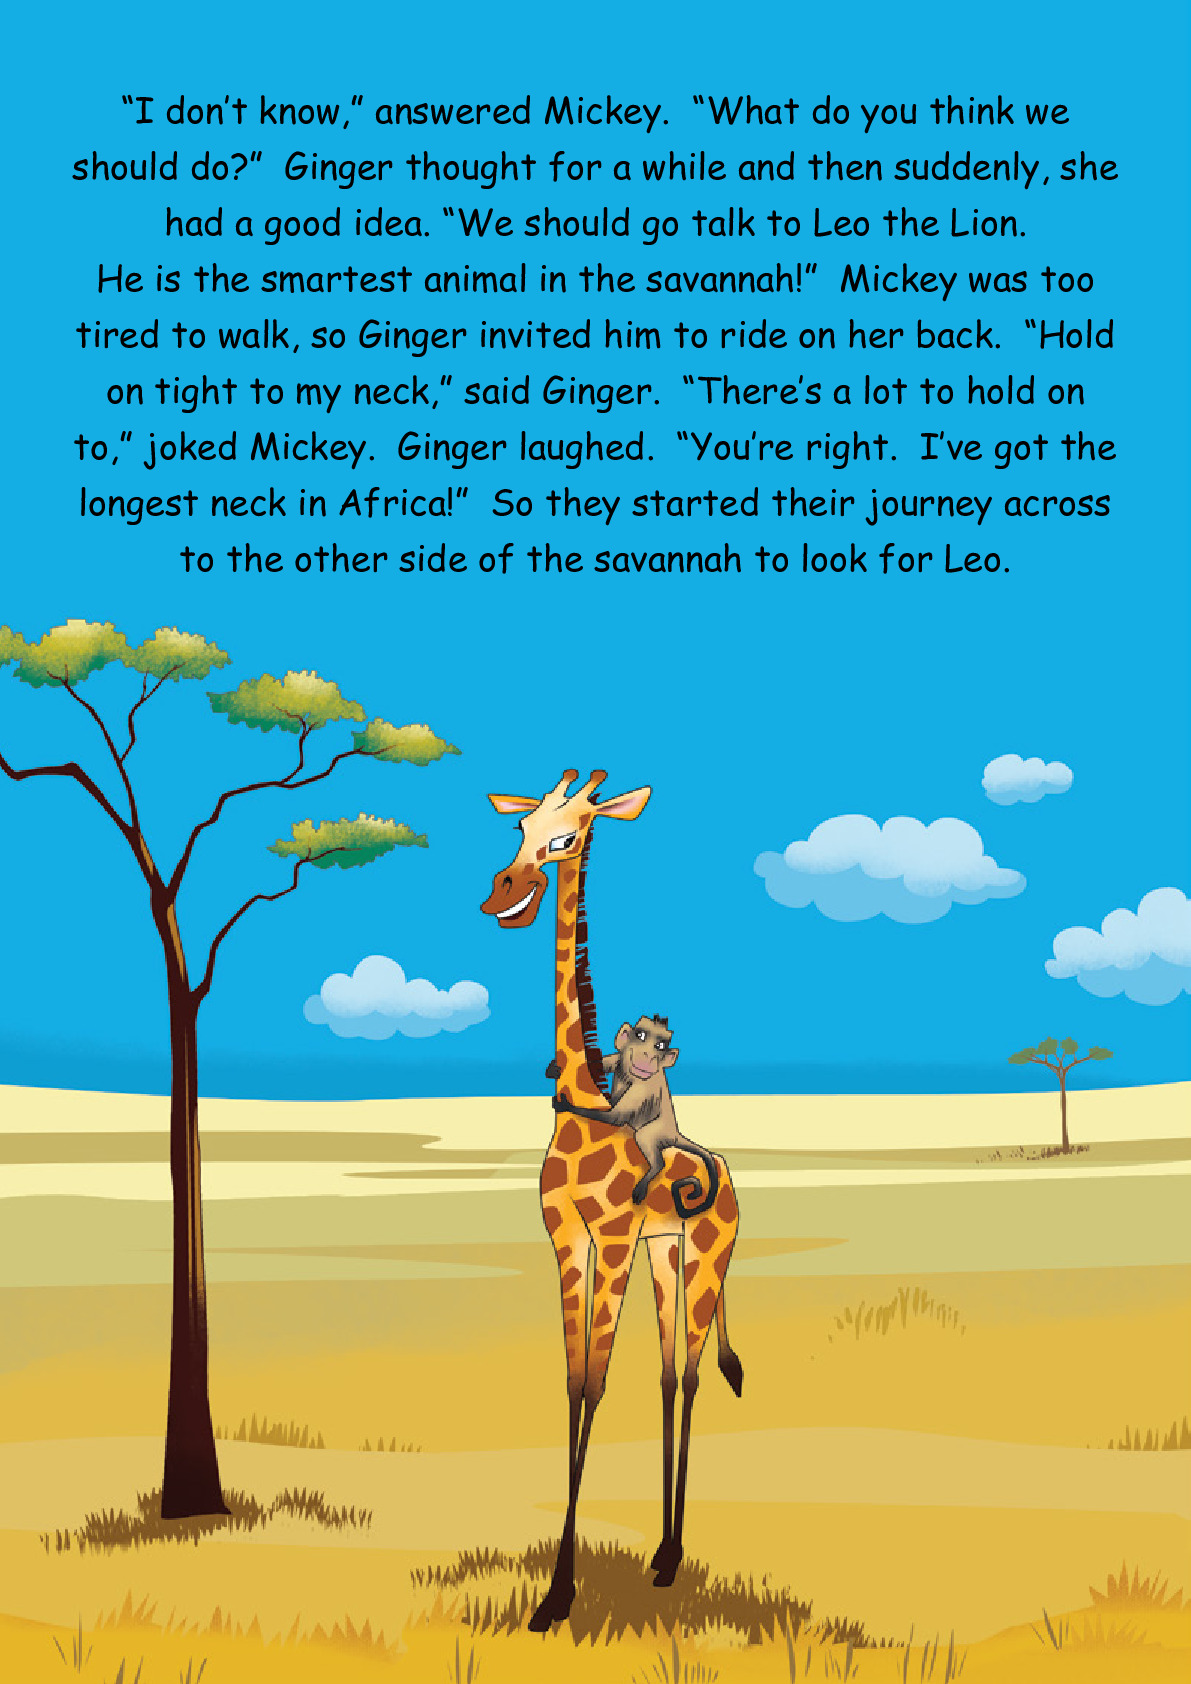 “I don’t know,” answered Mickey.  “What do you think we
should do?”  Ginger thought for a while and then suddenly, she
had a good idea. “We should go talk to Leo the Lion.
He is the smartest animal in the savannah!”  Mickey was too
tired to walk, so Ginger invited him to ride on her back.  “Hold
on tight to my neck,” said Ginger.  “There’s a lot to hold on
to,” joked Mickey.  Ginger laughed.  “You’re right.  I’ve got the
longest neck in Africa!”  So they started their journey across
to the other side of the savannah to look for Leo.